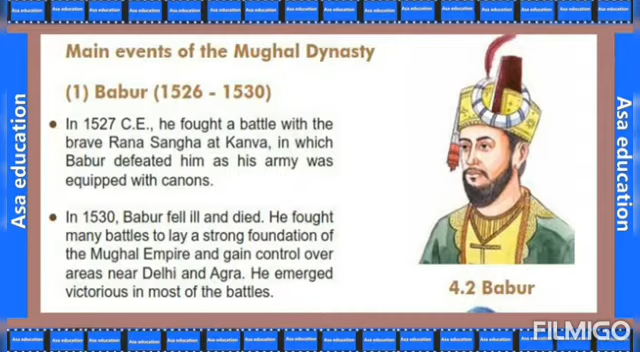 Main events of the Mughal Dynasty
(1) Babur (1526 - 1530)
• In 1527 C.E., he fought a battle with the
brave Rana Sangha at Kanva, in which
Babur defeated him as his army was
equipped with canons.
• In 1530, Babur fell ill and died. He fought
many battles to lay a strong foundation of
the Mughal Empire and gain control over
areas near Delhi and Agra. He emerged
victorious in most of the battles.
4.2 Babur
Asa education
Asa education
FILMIGO